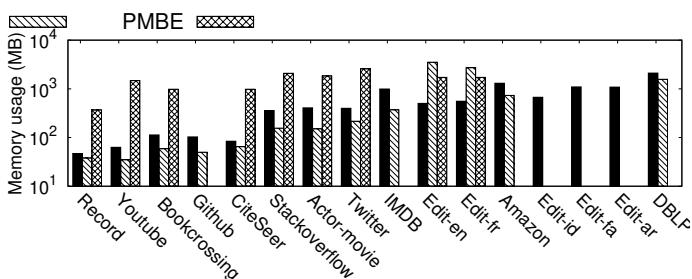 PMBE
Memory usage (MB)
10^4
10^3
10^2
10^1
Record
Youtube
Bookcrossing
Github
CiteSeer
Stackoverflow
Actor-movie
Twitter
IMDB
Edit-en
Edit-fr
Amazon
Edit-id
Edit-fa
Edit-ar
DBLP